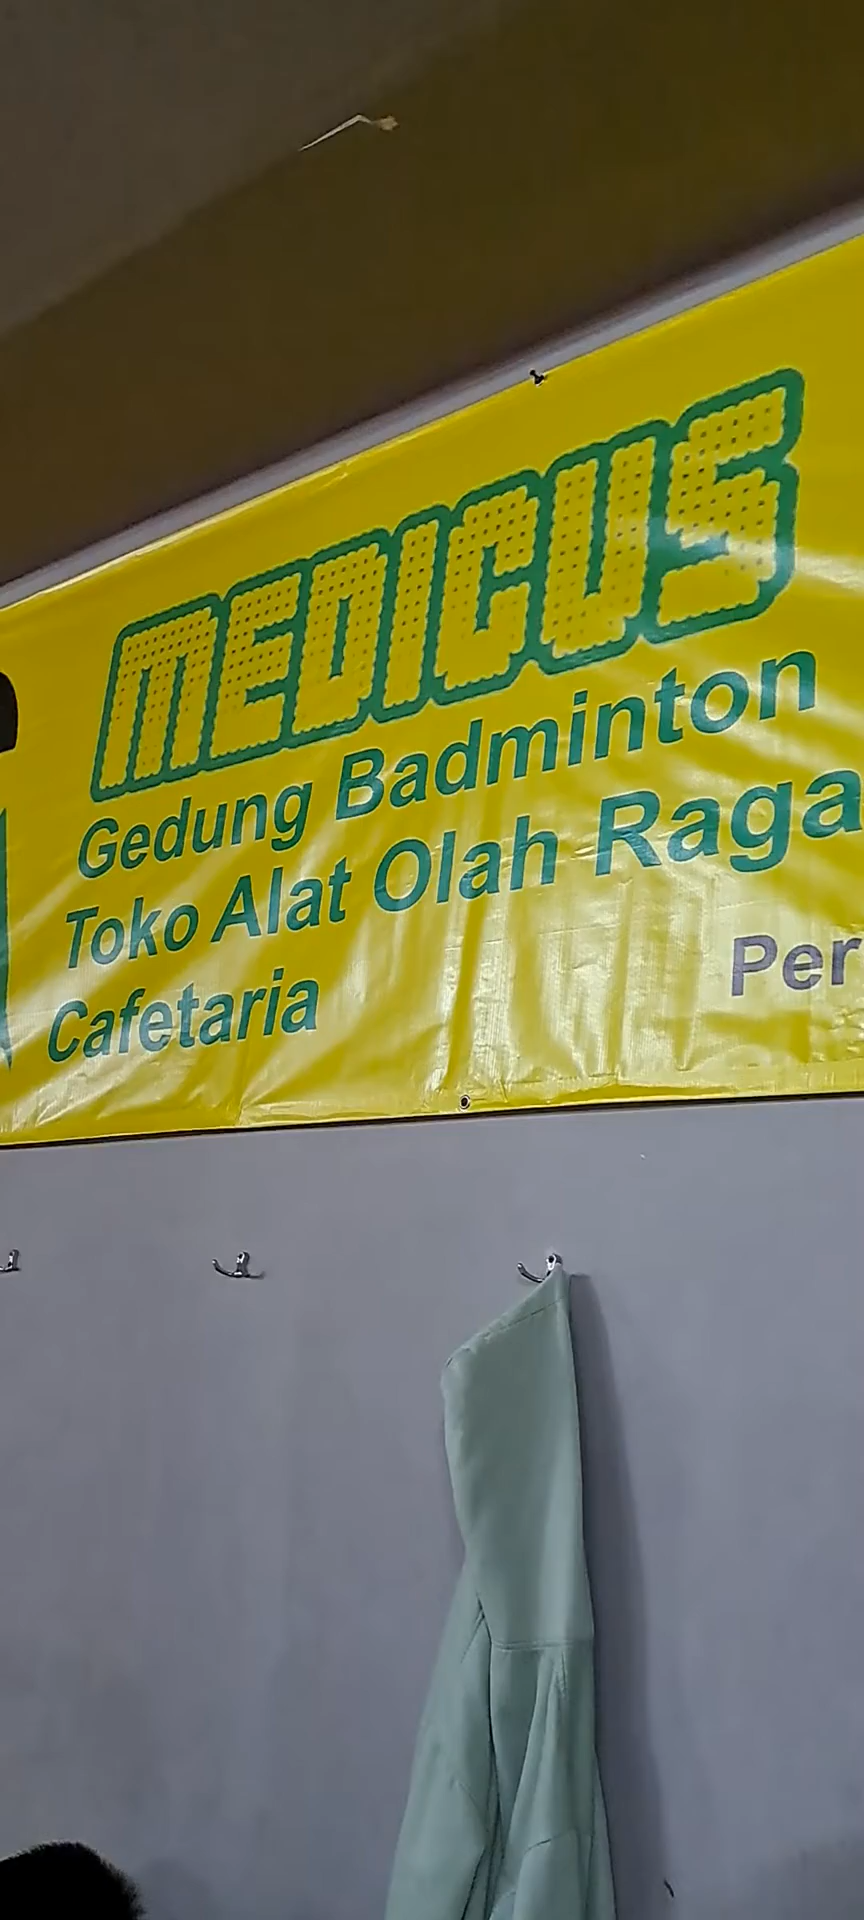 MEDICUS
Gedung Badminton
Toko Alat Olah Raga
Cafetaria
Per